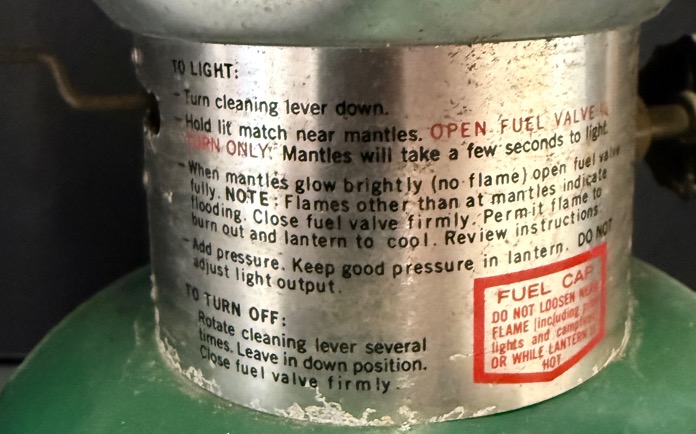 TO LIGHT:
- Turn cleaning lever down.
- Hold lit match near mantles. OPEN FUEL VALVE
TURN ONLY. Mantles will take a few seconds to light.
- When mantles glow brightly (no flame) open fuel valve
fully. NOTE: Flames other than at mantles indicate
flooding. Close fuel valve firmly. Permit flame to
burn out and lantern to cool. Review instructions.
- Add pressure. Keep good pressure in lantern. DO NOT
adjust light output.
TO TURN OFF:
Rotate cleaning lever several
times. Leave in down position.
Close fuel valve firmly.
FUEL CAP
DO NOT LOOSEN NEAR
FLAME (including pilot
lights and campfires)
OR WHILE LANTERN IS
HOT